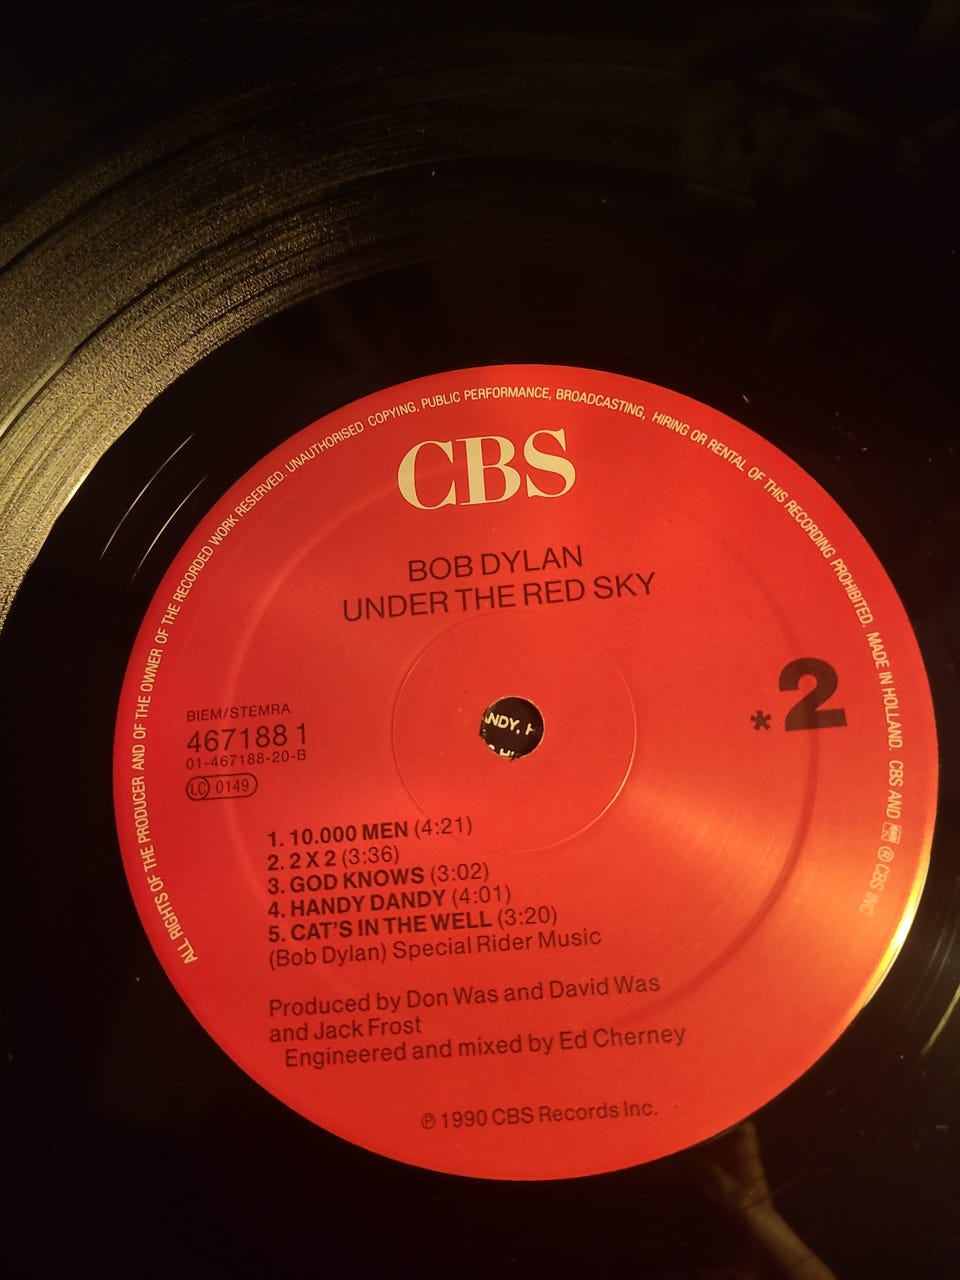 ALL RIGHTS OF THE PRODUCER AND OF THE OWNER OF THE RECORDED WORK RESERVED. UNAUTHORISED COPYING, PUBLIC PERFORMANCE, BROADCASTING, HIRING OR RENTAL OF THIS RECORDING PROHIBITED. MADE IN HOLLAND. CBS AND ℗ CBS INC.
CBS
BOB DYLAN
UNDER THE RED SKY
*2
BIEM/STEMRA
467188 1
01-467188-20-B
LC 0149
NDY, H
1. 10.000 MEN (4:21)
2. 2 X 2 (3:36)
3. GOD KNOWS (3:02)
4. HANDY DANDY (4:01)
5. CAT'S IN THE WELL (3:20)
(Bob Dylan) Special Rider Music
Produced by Don Was and David Was
and Jack Frost
Engineered and mixed by Ed Cherney
℗ 1990 CBS Records Inc.